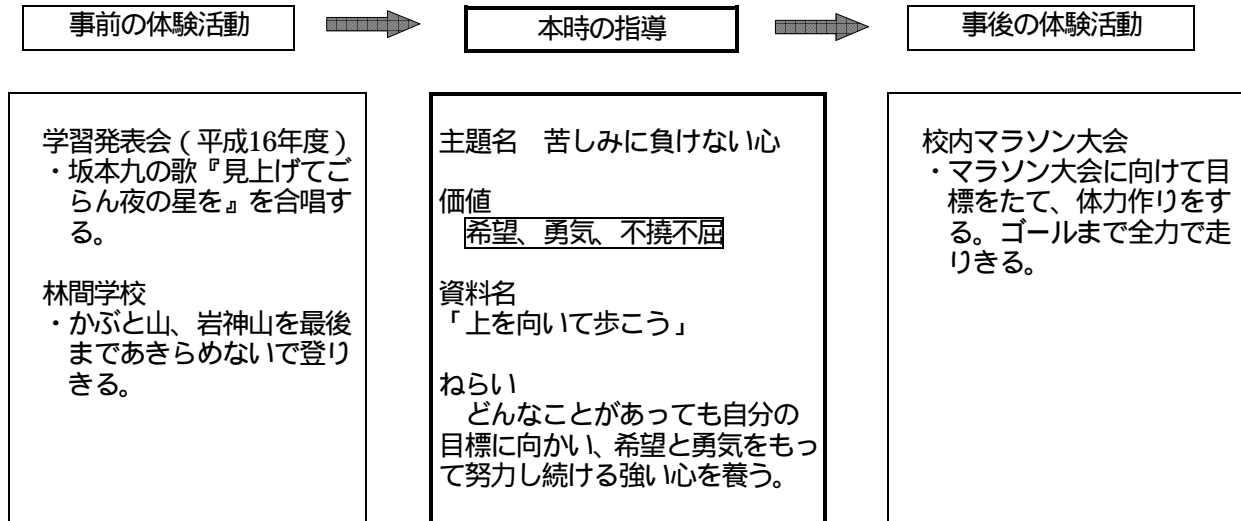 事前の体験活動
本時の指導
事後の体験活動
学習発表会(平成16年度)
・坂本九の歌『見上げてご
らん夜の星を』を合唱す
る。
林間学校
・かぶと山、岩神山を最後
まであきらめないで登り
きる。
主題名 苦しみに負けない心
価値
希望、勇気、不撓不屈
資料名
「上を向いて歩こう」
ねらい
どんなことがあっても自分の
目標に向かい、希望と勇気をもっ
て努力し続ける強い心を養う。
校内マラソン大会
・マラソン大会に向けて目
標をたて、体力作りをす
る。ゴールまで全力で走
りきる。